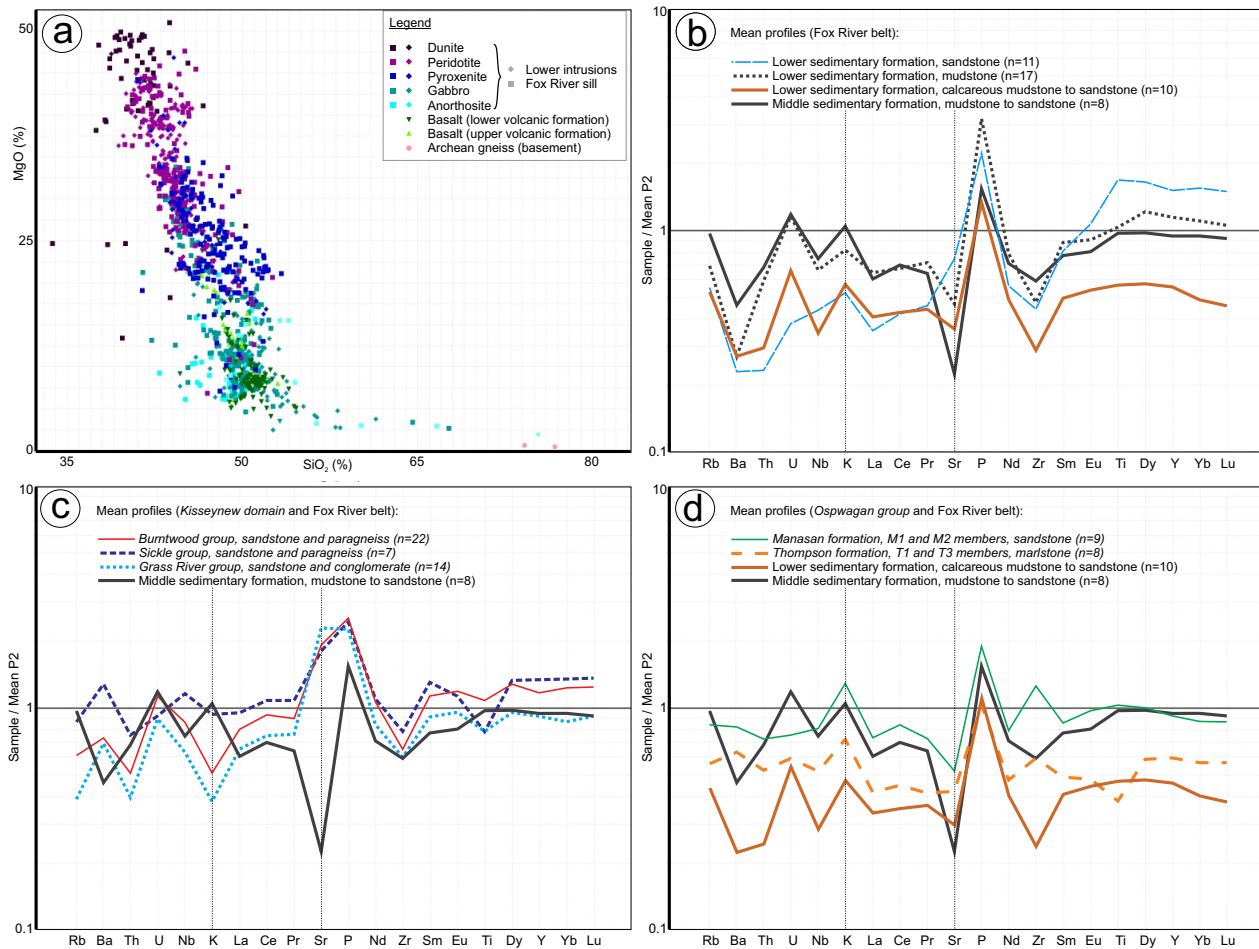 a
50
25
0
MgO (%)
35
50
65
80
SiO₂ (%)
Legend
Dunite
Peridotite
Pyroxenite
Gabbro
Anorthosite
Lower intrusions
Fox River sill
Basalt (lower volcanic formation)
Basalt (upper volcanic formation)
Archean gneiss (basement)
b
10
1
0.1
Sample / Mean P2
Mean profiles (Fox River belt):
Lower sedimentary formation, sandstone (n=11)
Lower sedimentary formation, mudstone (n=17)
Lower sedimentary formation, calcareous mudstone to sandstone (n=10)
Middle sedimentary formation, mudstone to sandstone (n=8)
Rb Ba Th U Nb K La Ce Pr Sr P Nd Zr Sm Eu Ti Dy Y Yb Lu
c
10
1
0.1
Sample / Mean P2
Mean profiles (Kisseynew domain and Fox River belt):
Burntwood group, sandstone and paragneiss (n=22)
Sickle group, sandstone and paragneiss (n=7)
Grass River group, sandstone and conglomerate (n=14)
Middle sedimentary formation, mudstone to sandstone (n=8)
Rb Ba Th U Nb K La Ce Pr Sr P Nd Zr Sm Eu Ti Dy Y Yb Lu
d
10
1
0.1
Sample / Mean P2
Mean profiles (Ospwagan group and Fox River belt):
Manasan formation, M1 and M2 members, sandstone (n=9)
Thompson formation, T1 and T3 members, marlstone (n=8)
Lower sedimentary formation, calcareous mudstone to sandstone (n=10)
Middle sedimentary formation, mudstone to sandstone (n=8)
Rb Ba Th U Nb K La Ce Pr Sr P Nd Zr Sm Eu Ti Dy Y Yb Lu